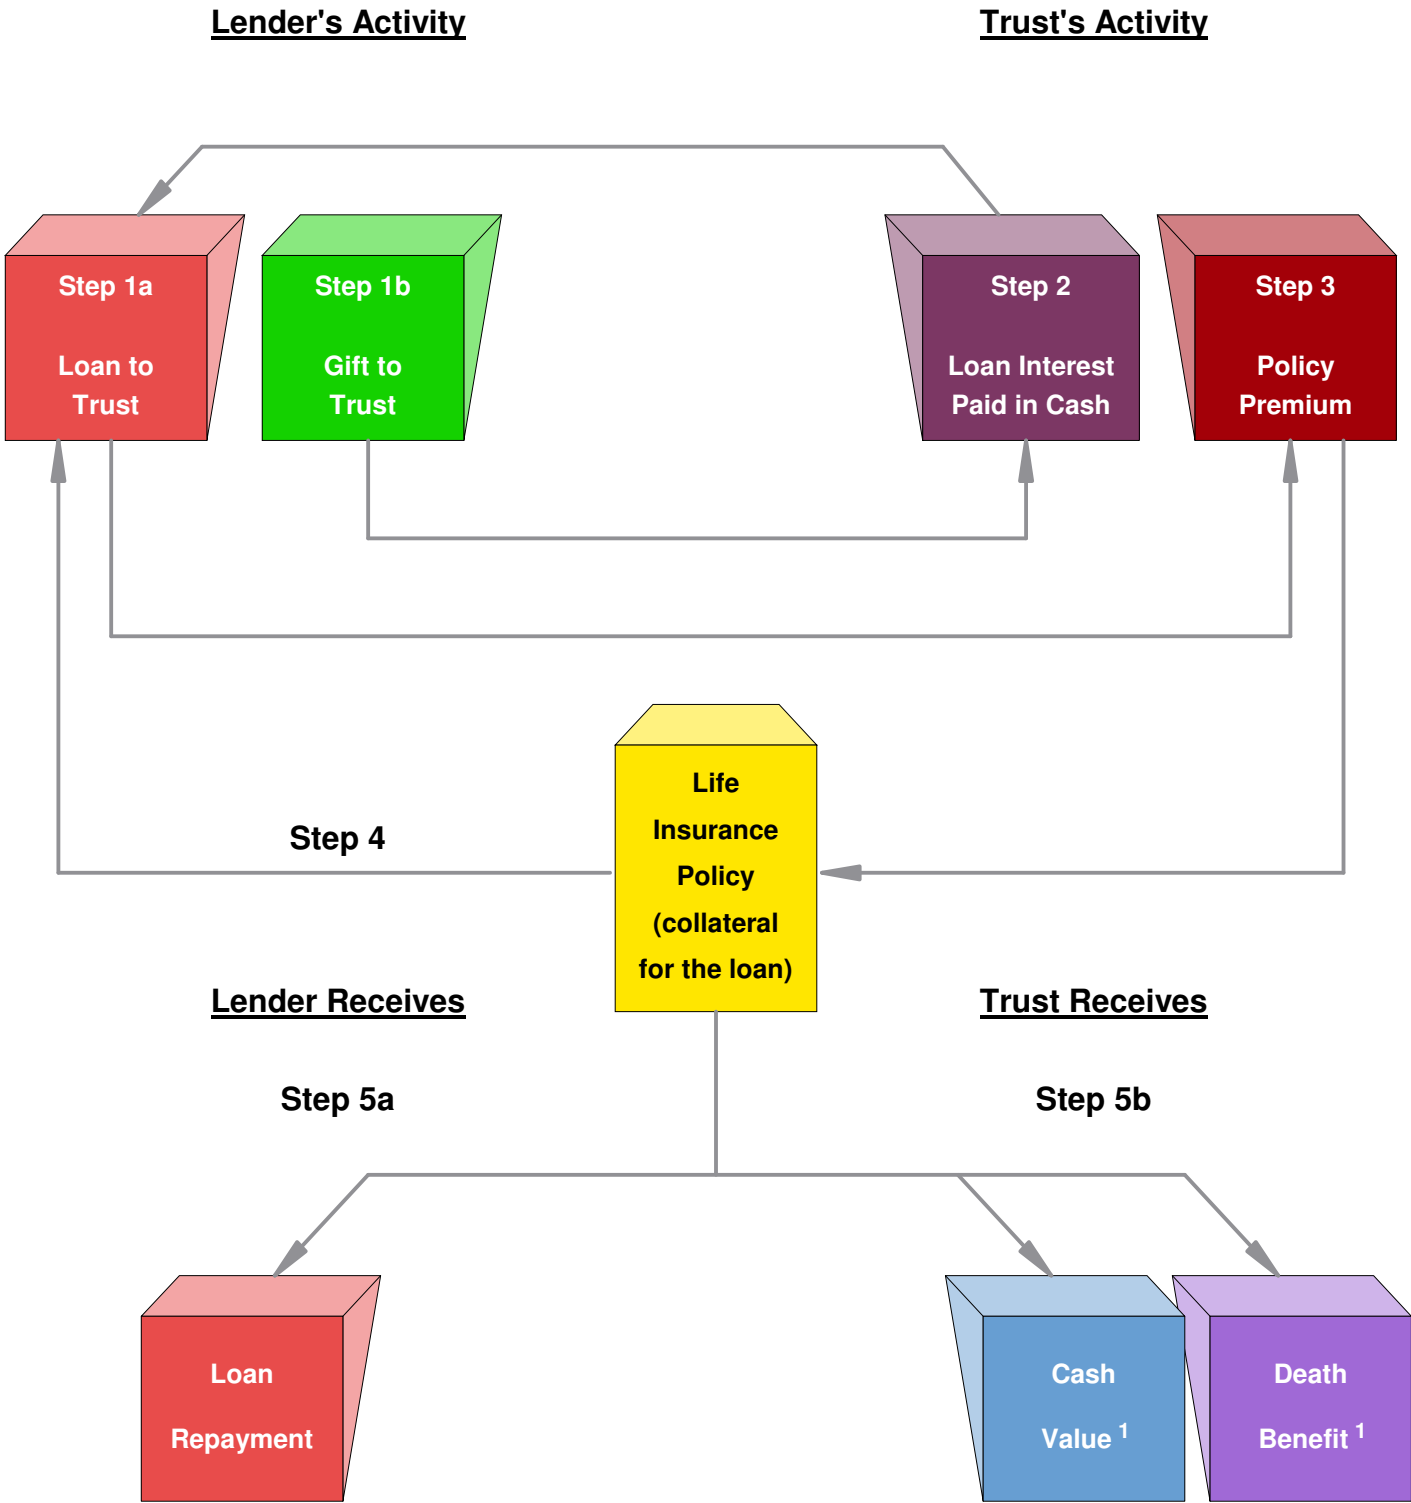 Lender's Activity
Trust's Activity
Step 1a
Loan to
Trust
Step 1b
Gift to
Trust
Step 2
Loan Interest
Paid in Cash
Step 3
Policy
Premium
Life
Insurance
Policy
(collateral
for the loan)
Step 4
Lender Receives
Trust Receives
Step 5a
Step 5b
Loan
Repayment
Cash
Value 1
Death
Benefit 1